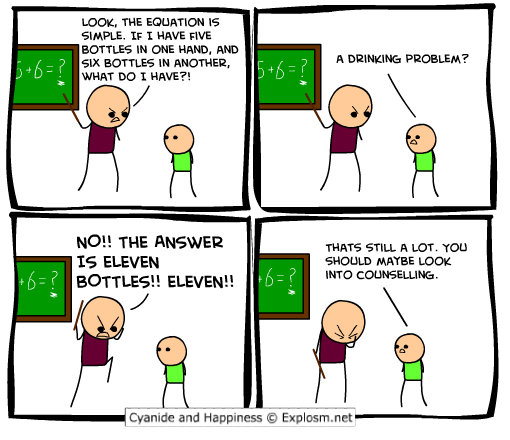 LOOK, THE EQUATION IS
SIMPLE. IF I HAVE FIVE
BOTTLES IN ONE HAND, AND
SIX BOTTLES IN ANOTHER,
WHAT DO I HAVE?!
5+6=?
A DRINKING PROBLEM?
5+6=?
NO!! THE ANSWER
IS ELEVEN
BOTTLES!! ELEVEN!!
+6=?
THATS STILL A LOT. YOU
SHOULD MAYBE LOOK
INTO COUNSELLING.
+6=?
Cyanide and Happiness © Explosm.net